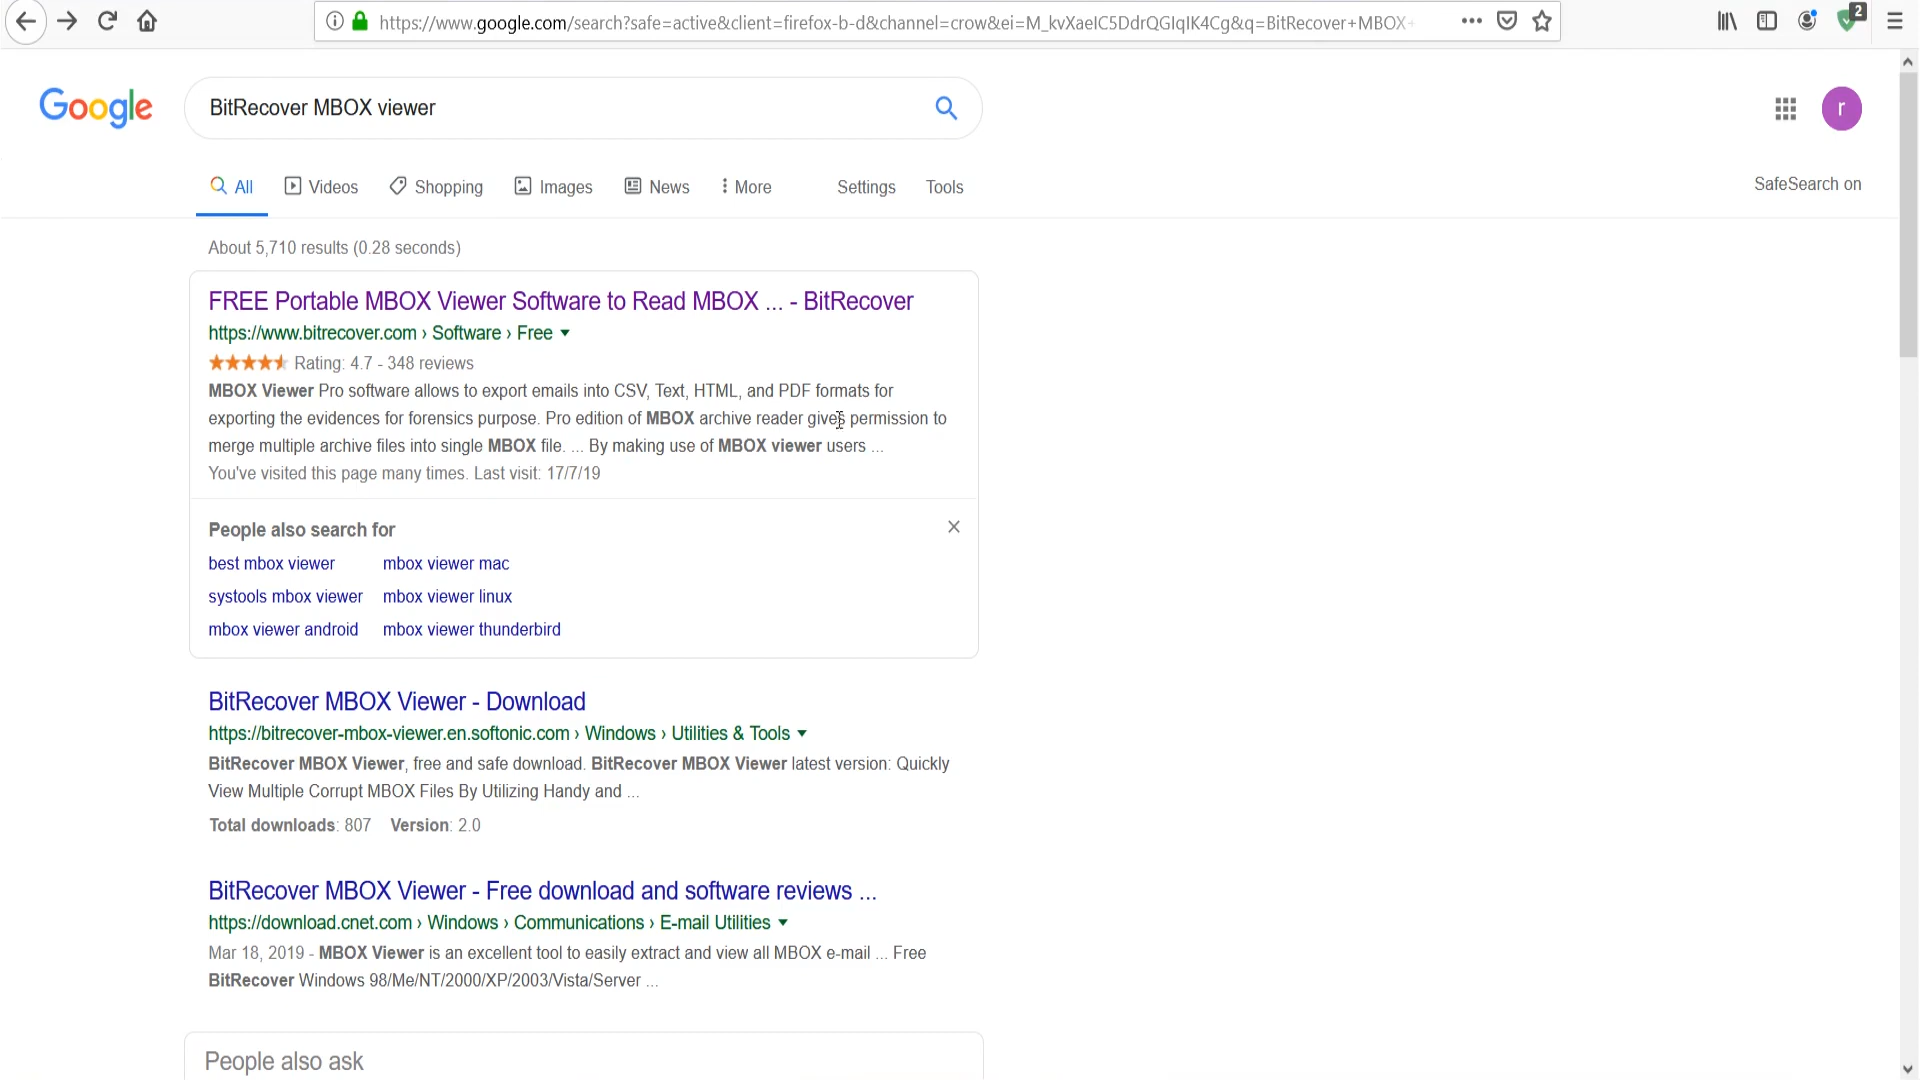 https://www.google.com/search?safe=active&client=firefox-b-d&channel=crow&ei=M_kvXaeIC5DdrQGIqIK4Cg&q=BitRecover+MBOX+
2
Google
BitRecover MBOX viewer
r
All Videos Shopping Images News More Settings Tools SafeSearch on
About 5,710 results (0.28 seconds)
FREE Portable MBOX Viewer Software to Read MBOX ... - BitRecover
https://www.bitrecover.com › Software › Free
Rating: 4.7 - 348 reviews
MBOX Viewer Pro software allows to export emails into CSV, Text, HTML, and PDF formats for
exporting the evidences for forensics purpose. Pro edition of MBOX archive reader gives permission to
merge multiple archive files into single MBOX file. ... By making use of MBOX viewer users ...
You've visited this page many times. Last visit: 17/7/19
People also search for
best mbox viewer mbox viewer mac
systools mbox viewer mbox viewer linux
mbox viewer android mbox viewer thunderbird
BitRecover MBOX Viewer - Download
https://bitrecover-mbox-viewer.en.softonic.com › Windows › Utilities & Tools
BitRecover MBOX Viewer, free and safe download. BitRecover MBOX Viewer latest version: Quickly
View Multiple Corrupt MBOX Files By Utilizing Handy and ...
Total downloads: 807 Version: 2.0
BitRecover MBOX Viewer - Free download and software reviews ...
https://download.cnet.com › Windows › Communications › E-mail Utilities
Mar 18, 2019 - MBOX Viewer is an excellent tool to easily extract and view all MBOX e-mail ... Free
BitRecover Windows 98/Me/NT/2000/XP/2003/Vista/Server ...
People also ask